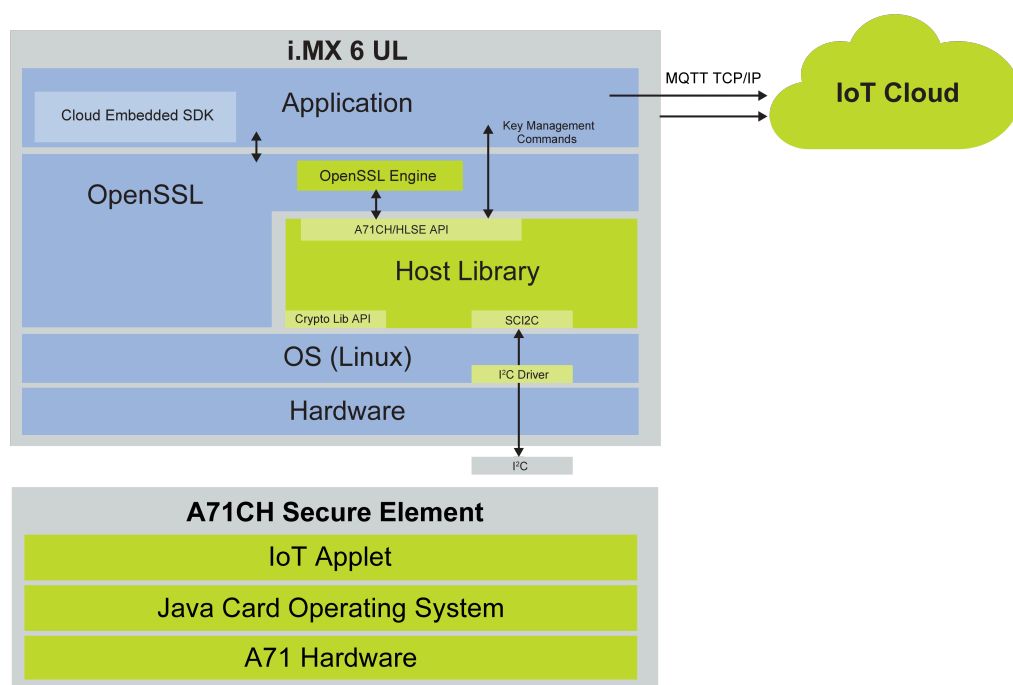 i.MX 6 UL
Application
Cloud Embedded SDK
Key Management
Commands
MQTT TCP/IP
IoT Cloud
OpenSSL
OpenSSL Engine
A71CH/HLSE API
Host Library
Crypto Lib API
SCI2C
OS (Linux)
I²C Driver
Hardware
I²C
A71CH Secure Element
IoT Applet
Java Card Operating System
A71 Hardware